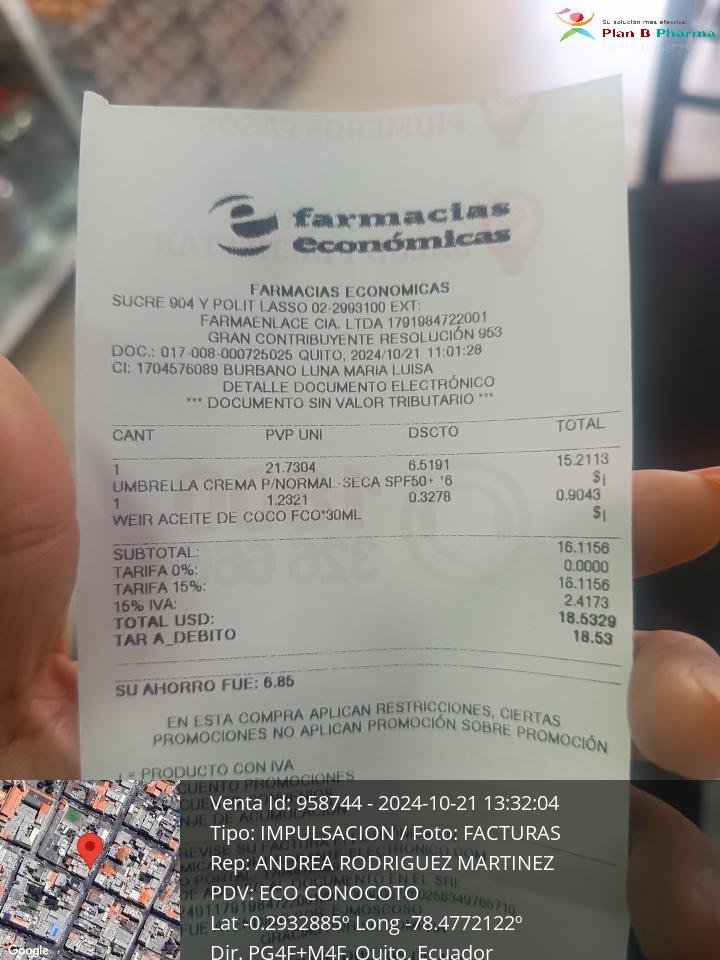 Su solución más efectiva!
Plan B Pharma
farmacias
económicas
FARMACIAS ECONOMICAS
SUCRE 904 Y POLIT LASSO 02-2993100 EXT:
FARMAENLACE CIA. LTDA 1791984722001
GRAN CONTRIBUYENTE RESOLUCIÓN 953
DOC.: 017-008-000725025 QUITO, 2024/10/21 11:01:28
CI: 1704576089 BURBANO LUNA MARIA LUISA
DETALLE DOCUMENTO ELECTRÓNICO
*** DOCUMENTO SIN VALOR TRIBUTARIO ***
CANT PVP UNI DSCTO TOTAL
1 21.7304 6.5191 15.2113
UMBRELLA CREMA P/NORMAL-SECA SPF50+ *6 $¡
1 1.2321 0.3278 0.9043
WEIR ACEITE DE COCO FCO*30ML $¡
SUBTOTAL: 16.1156
TARIFA 0%: 0.0000
TARIFA 15%: 16.1156
15% IVA: 2.4173
TOTAL USD: 18.5329
TAR A_DEBITO 18.53
SU AHORRO FUE: 6.85
EN ESTA COMPRA APLICAN RESTRICCIONES, CIERTAS
PROMOCIONES NO APLICAN PROMOCIÓN SOBRE PROMOCIÓN
¡ = PRODUCTO CON IVA
PROMOCIONES
Venta Id: 958744 - 2024-10-21 13:32:04
Tipo: IMPULSACION / Foto: FACTURAS
Rep: ANDREA RODRIGUEZ MARTINEZ
PDV: ECO CONOCOTO
Lat -0.2932885º Long -78.4772122º
Dir. PG4F+M4F, Quito, Ecuador
Google